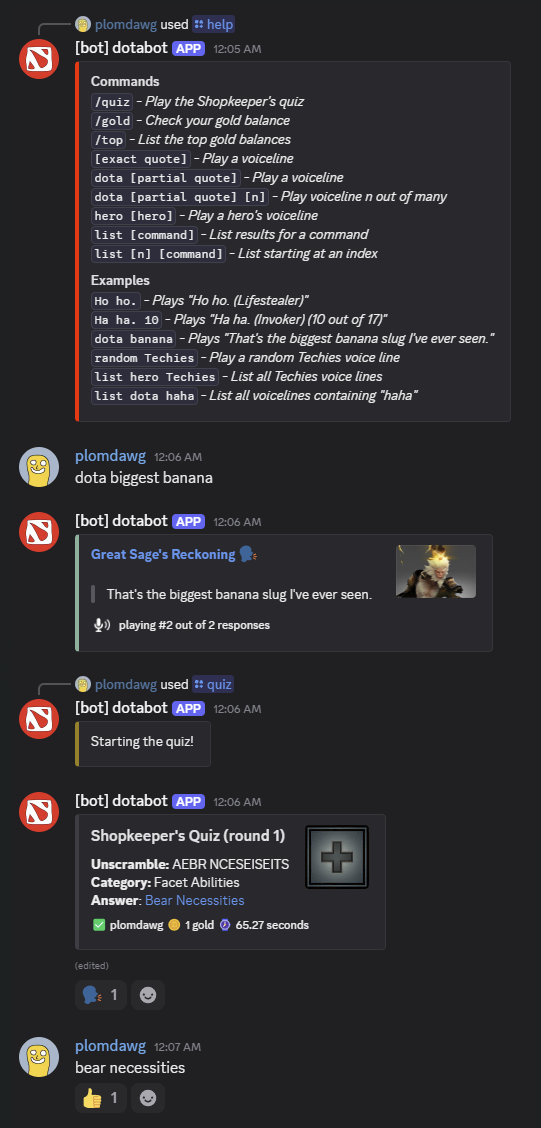 plomdawg used help
[bot] dotabot APP 12:05 AM
Commands
/quiz - Play the Shopkeeper's quiz
/gold - Check your gold balance
/top - List the top gold balances
[exact quote] - Play a voiceline
dota [partial quote] - Play a voiceline
dota [partial quote] [n] - Play voiceline n out of many
hero [hero] - Play a hero's voiceline
list [command] - List results for a command
list [n] [command] - List starting at an index
Examples
Ho ho. - Plays "Ho ho. (Lifestealer)"
Ha ha. 10 - Plays "Ha ha. (Invoker) (10 out of 17)"
dota banana - Plays "That's the biggest banana slug I've ever seen."
random Techies - Play a random Techies voice line
list hero Techies - List all Techies voice lines
list dota haha - List all voicelines containing "haha"
plomdawg 12:06 AM
dota biggest banana
[bot] dotabot APP 12:06 AM
Great Sage's Reckoning
That's the biggest banana slug I've ever seen.
playing #2 out of 2 responses
plomdawg used quiz
[bot] dotabot APP 12:06 AM
Starting the quiz!
[bot] dotabot APP 12:06 AM
Shopkeeper's Quiz (round 1)
Unscramble: AEBR NCESEISEITS
Category: Facet Abilities
Answer: Bear Necessities
plomdawg 1 gold 65.27 seconds
(edited)
1
plomdawg 12:07 AM
bear necessities
1